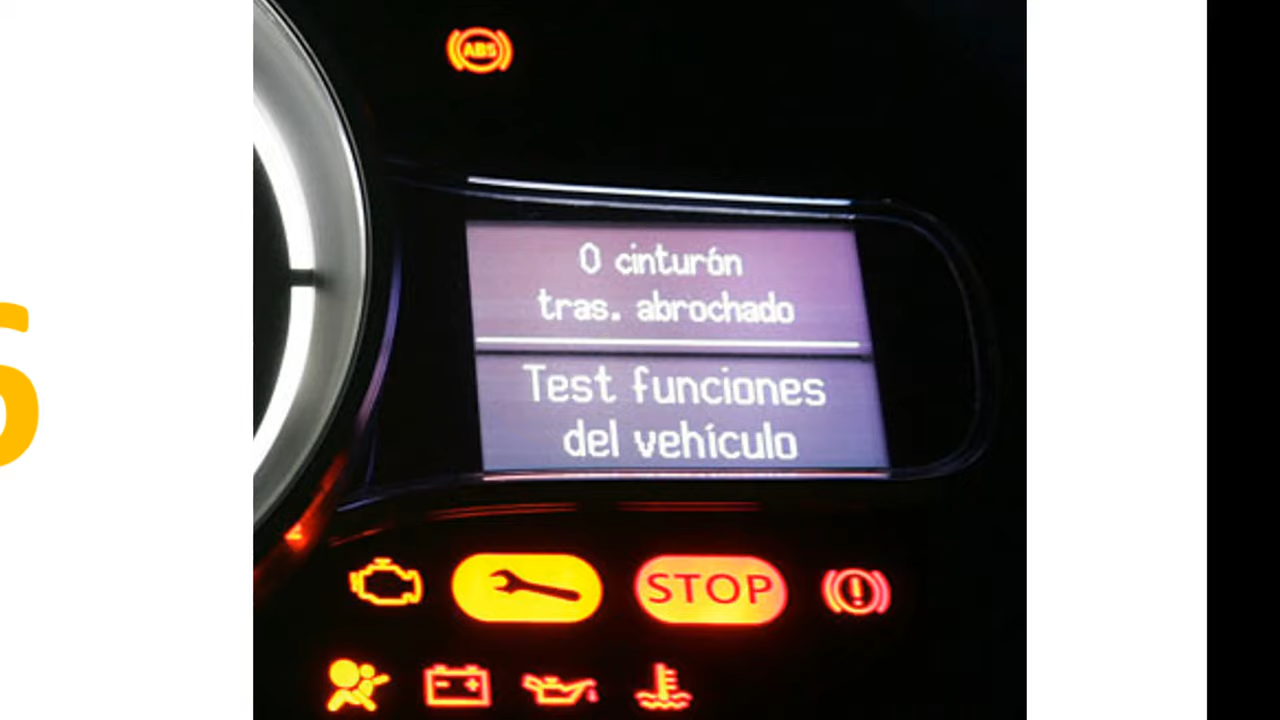 ABS
0 cinturón
tras. abrochado
Test funciones
del vehículo
STOP